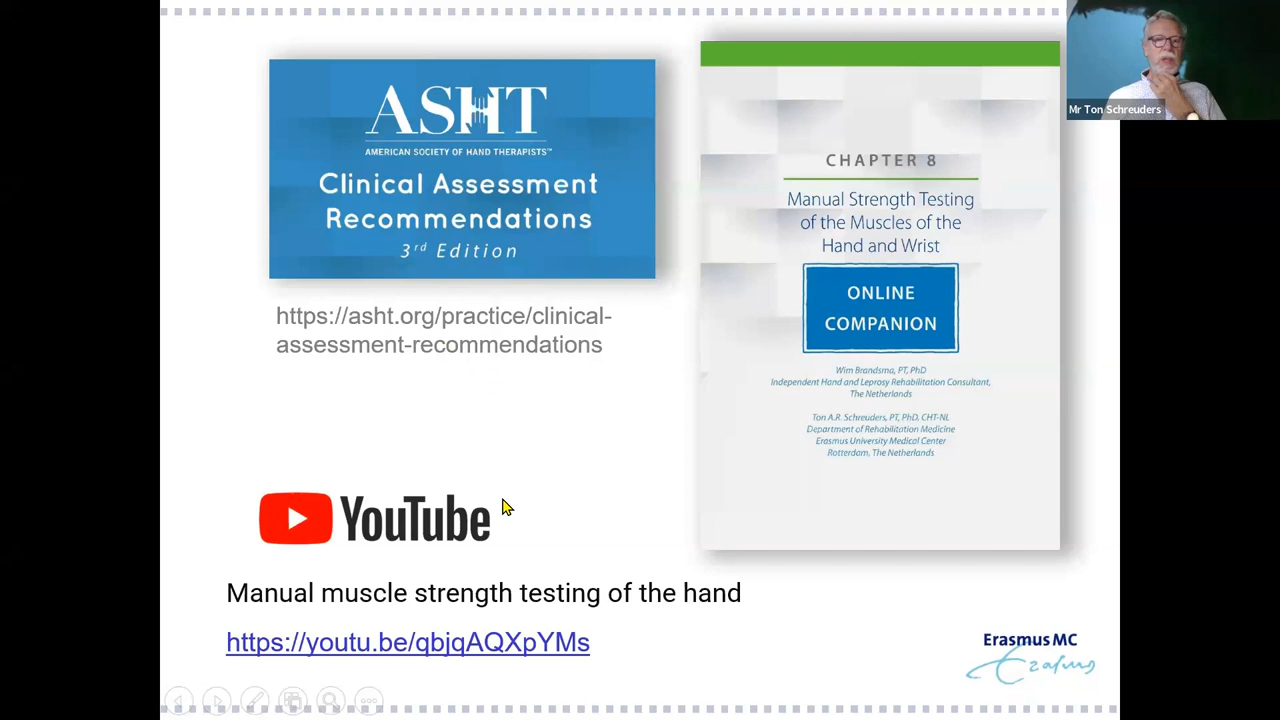 ASHT
AMERICAN SOCIETY OF HAND THERAPISTS™
Clinical Assessment
Recommendations
3rd Edition
https://asht.org/practice/clinical-
assessment-recommendations
YouTube
Manual muscle strength testing of the hand
https://youtu.be/qbjqAQXpYMs
CHAPTER 8
Manual Strength Testing
of the Muscles of the
Hand and Wrist
ONLINE
COMPANION
Wim Brandsma, PT, PhD
Independent Hand and Leprosy Rehabilitation Consultant,
The Netherlands
Ton A.R. Schreuders, PT, PhD, CHT-NL
Department of Rehabilitation Medicine
Erasmus University Medical Center
Rotterdam, The Netherlands
Mr Ton Schreuders
Erasmus MC
Erasmus